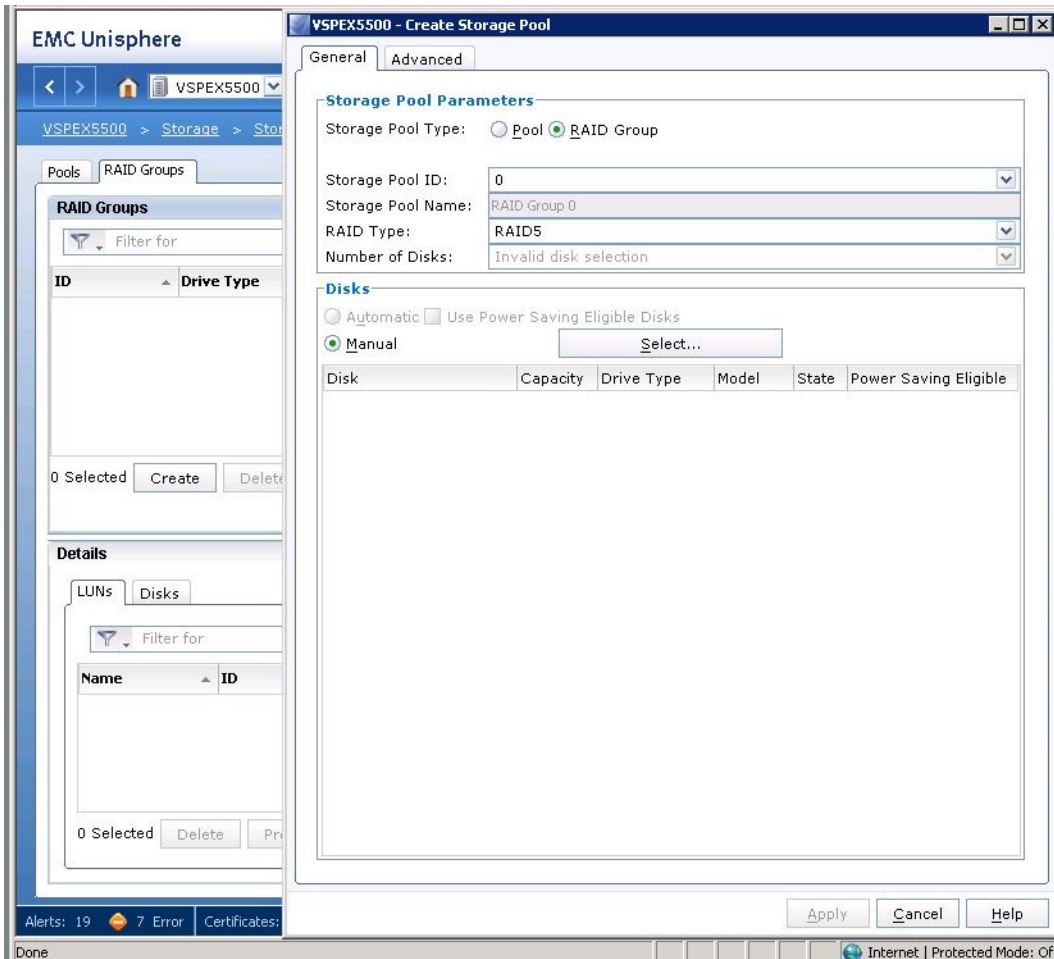 EMC Unisphere
VSPEX5500
VSPEX5500 > Storage > Stor
Pools
RAID Groups
RAID Groups
Filter for
ID
Drive Type
0 Selected
Create
Delete
Details
LUNs
Disks
Filter for
Name
ID
0 Selected
Delete
Pr
Alerts: 19
7 Error
Certificates:
Done
VSPEX5500 - Create Storage Pool
General
Advanced
Storage Pool Parameters
Storage Pool Type:
Pool
RAID Group
Storage Pool ID:
0
Storage Pool Name:
RAID Group 0
RAID Type:
RAID5
Number of Disks:
Invalid disk selection
Disks
Automatic
Use Power Saving Eligible Disks
Manual
Select...
Disk
Capacity
Drive Type
Model
State
Power Saving Eligible
Apply
Cancel
Help
Internet | Protected Mode: Of